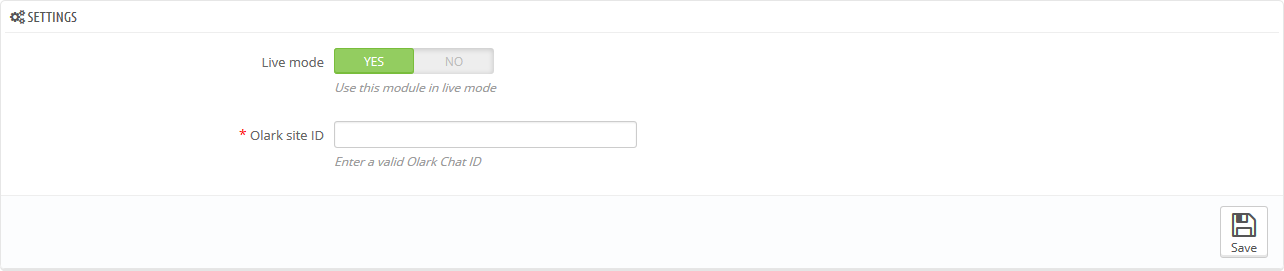 SETTINGS
Live mode YES NO
Use this module in live mode
* Olark site ID
Enter a valid Olark Chat ID
Save